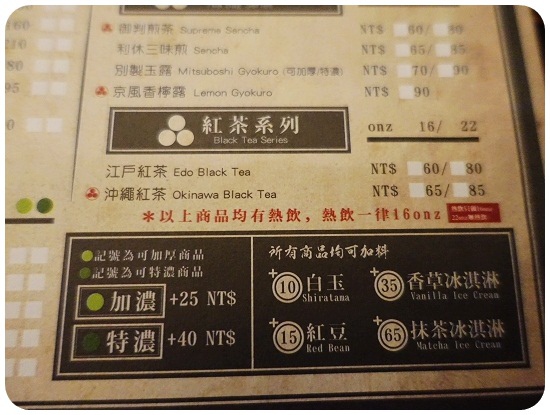 御判煎茶 Supreme Sencha NT$ 60/ 80
利休三昧煎 Sencha NT$ 65/ 85
別製玉露 Mitsuboshi Gyokuro (可加厚/特濃) NT$ 70/ 90
京風香檸露 Lemon Gyokuro NT$ 90
紅茶系列 onz 16/ 22
Black Tea Series
江戶紅茶 Edo Black Tea NT$ 60/ 80
沖繩紅茶 Okinawa Black Tea NT$ 65/ 85
*以上商品均有熱飲，熱飲一律16onz
記號為可加厚商品
記號為可特濃商品
加濃 +25 NT$
特濃 +40 NT$
所有商品均可加料
+10 白玉 Shiratama
+35 香草冰淇淋 Vanilla Ice Cream
+15 紅豆 Red Bean
+65 抹茶冰淇淋 Matcha Ice Cream